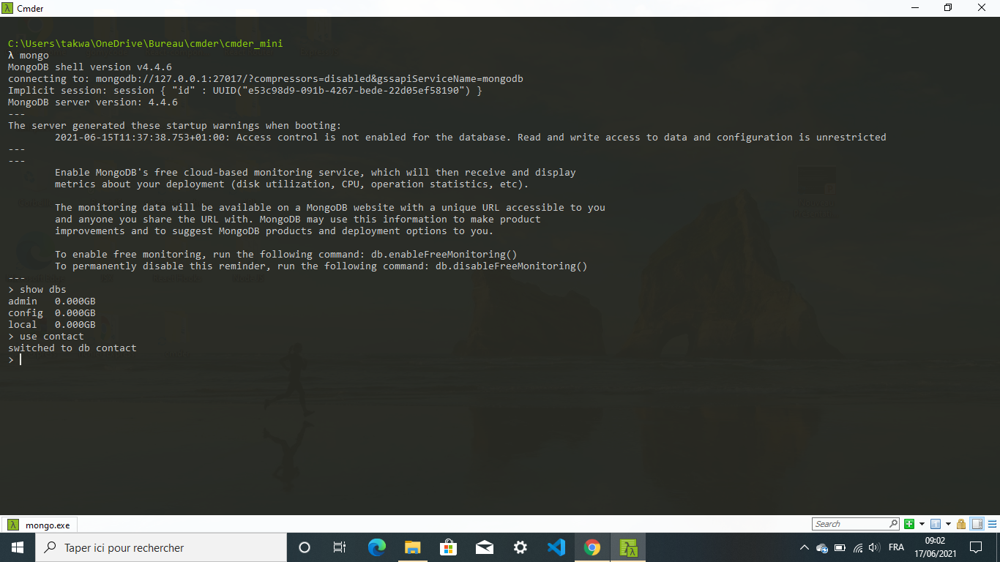 Cmder
C:\Users\takwa\OneDrive\Bureau\cmder\cmder_mini
λ mongo
MongoDB shell version v4.4.6
connecting to: mongodb://127.0.0.1:27017/?compressors=disabled&gssapiServiceName=mongodb
Implicit session: session { "id" : UUID("e53c98d9-091b-4267-bede-22d05ef58190") }
MongoDB server version: 4.4.6
---
The server generated these startup warnings when booting:
        2021-06-15T11:37:38.753+01:00: Access control is not enabled for the database. Read and write access to data and configuration is unrestricted
---
---
        Enable MongoDB's free cloud-based monitoring service, which will then receive and display
        metrics about your deployment (disk utilization, CPU, operation statistics, etc).

        The monitoring data will be available on a MongoDB website with a unique URL accessible to you
        and anyone you share the URL with. MongoDB may use this information to make product
        improvements and to suggest MongoDB products and deployment options to you.

        To enable free monitoring, run the following command: db.enableFreeMonitoring()
        To permanently disable this reminder, run the following command: db.disableFreeMonitoring()
---
> show dbs
admin   0.000GB
config  0.000GB
local   0.000GB
> use contact
switched to db contact
>
mongo.exe
Search
Taper ici pour rechercher
FRA
09:02
17/06/2021